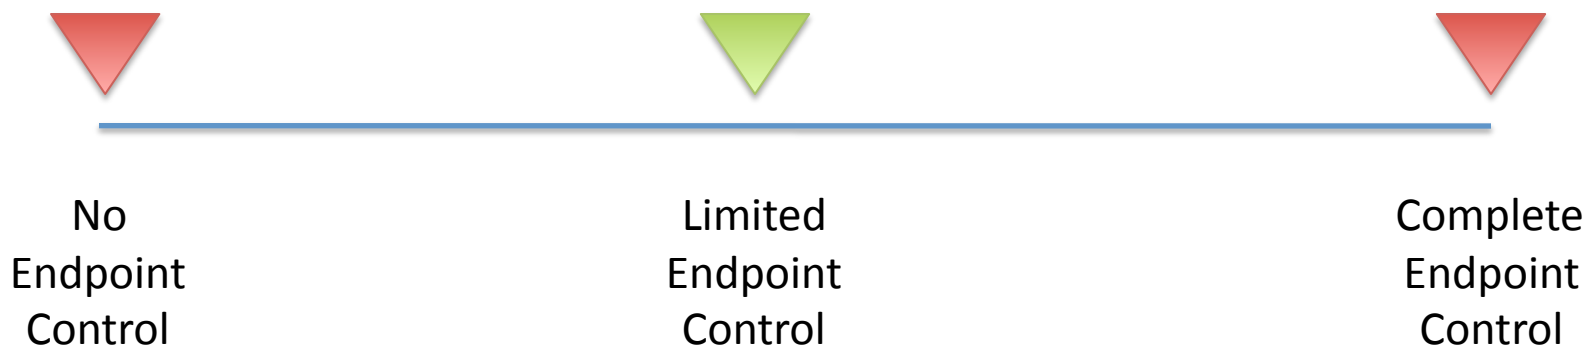 No
Endpoint
Control
Limited
Endpoint
Control
Complete
Endpoint
Control